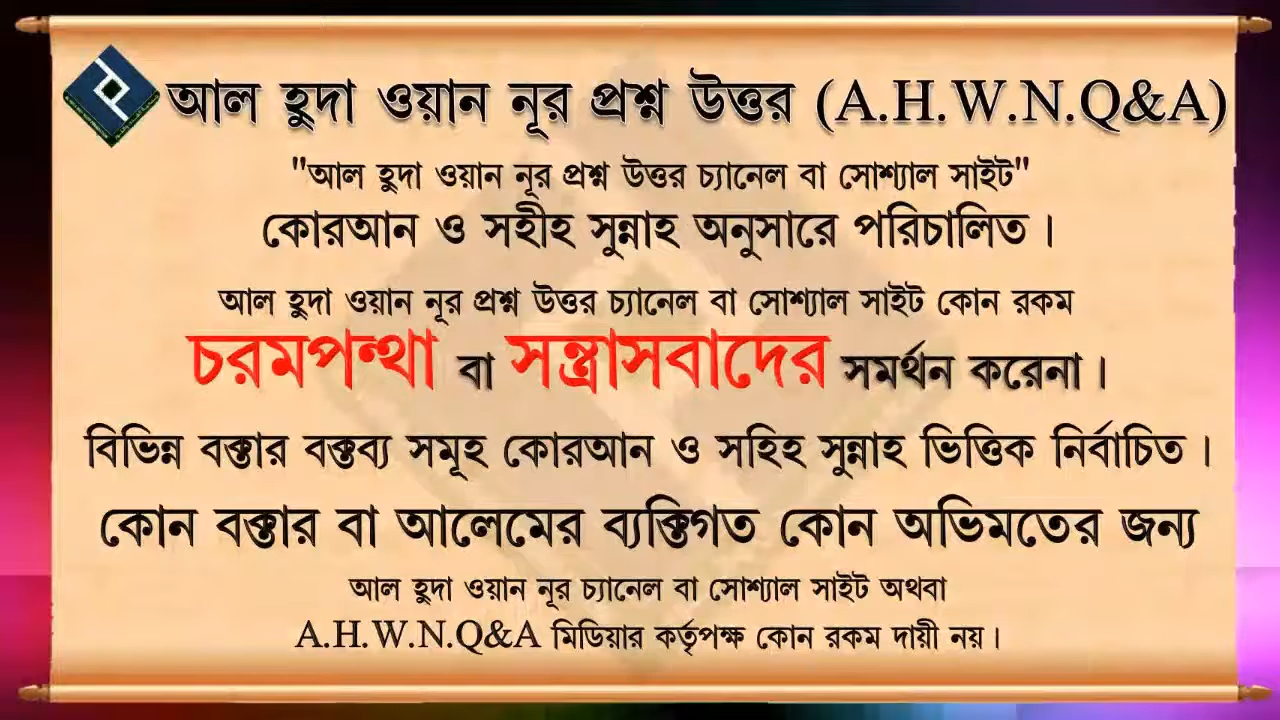 আল হুদা ওয়ান নূর প্রশ্ন উত্তর (A.H.W.N.Q&A)
"আল হুদা ওয়ান নূর প্রশ্ন উত্তর চ্যানেল বা সোশ্যাল সাইট"
কোরআন ও সহীহ সুন্নাহ অনুসারে পরিচালিত ।
আল হুদা ওয়ান নূর প্রশ্ন উত্তর চ্যানেল বা সোশ্যাল সাইট কোন রকম
চরমপন্থা বা সন্ত্রাসবাদের সমর্থন করেনা ।
বিভিন্ন বক্তার বক্তব্য সমূহ কোরআন ও সহিহ সুন্নাহ ভিত্তিক নির্বাচিত ।
কোন বক্তার বা আলেমের ব্যক্তিগত কোন অভিমতের জন্য
আল হুদা ওয়ান নূর চ্যানেল বা সোশ্যাল সাইট অথবা
A.H.W.N.Q&A মিডিয়ার কর্তৃপক্ষ কোন রকম দায়ী নয় ।